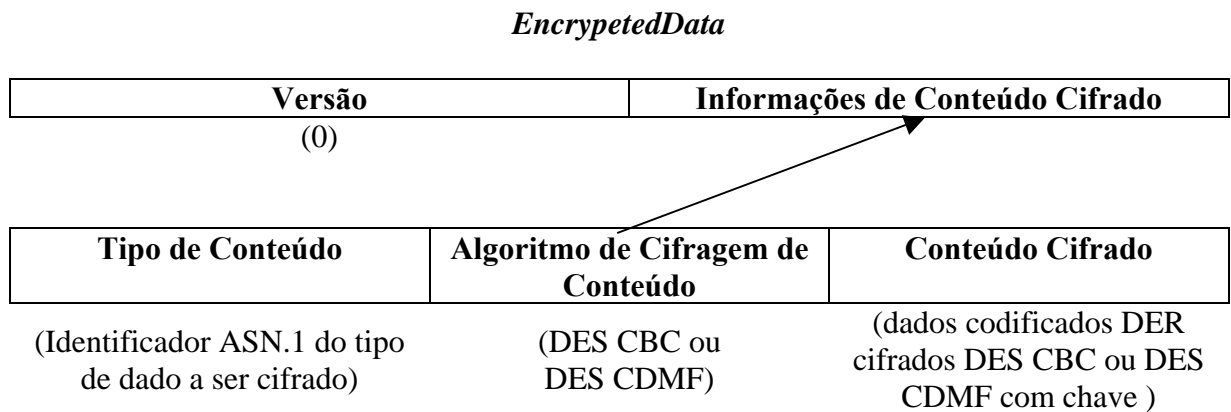 EncrypetedData
Versão
Informações de Conteúdo Cifrado
(0)
Tipo de Conteúdo
Algoritmo de Cifragem de
Conteúdo
Conteúdo Cifrado
(Identificador ASN.1 do tipo
de dado a ser cifrado)
(DES CBC ou
DES CDMF)
(dados codificados DER
cifrados DES CBC ou DES
CDMF com chave )